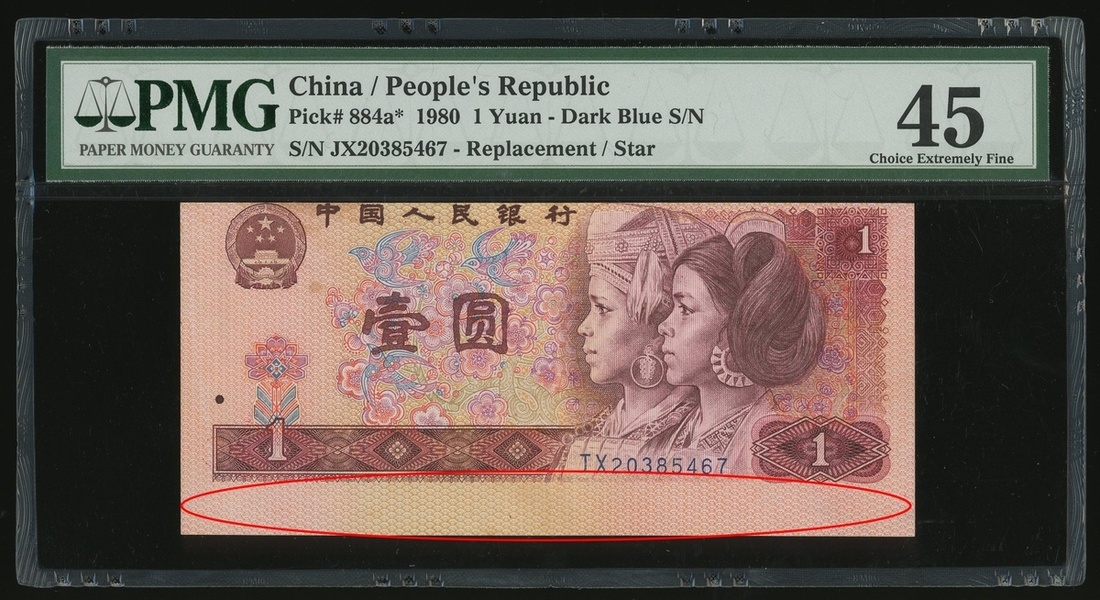 PMG
PAPER MONEY GUARANTY
China / People's Republic
Pick# 884a* 1980 1 Yuan - Dark Blue S/N
S/N JX20385467 - Replacement / Star
45
Choice Extremely Fine
中国人民银行
1
壹圆
1
JX20385467
1